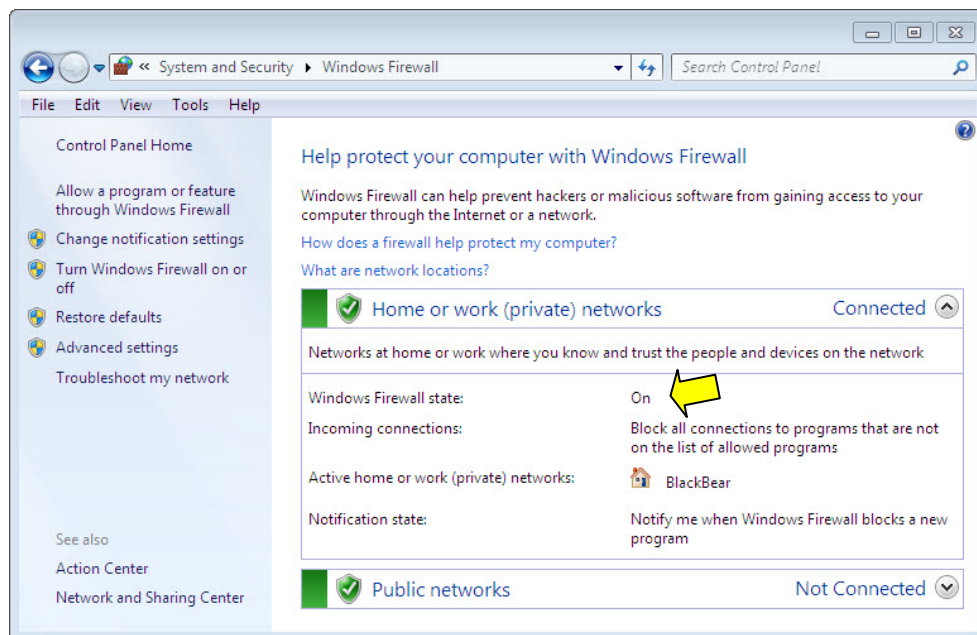 « System and Security ▸ Windows Firewall
Search Control Panel
File Edit View Tools Help
Control Panel Home
Allow a program or feature
through Windows Firewall
Change notification settings
Turn Windows Firewall on or
off
Restore defaults
Advanced settings
Troubleshoot my network
See also
Action Center
Network and Sharing Center
Help protect your computer with Windows Firewall
Windows Firewall can help prevent hackers or malicious software from gaining access to your
computer through the Internet or a network.
How does a firewall help protect my computer?
What are network locations?
Home or work (private) networks Connected
Networks at home or work where you know and trust the people and devices on the network
Windows Firewall state: On
Incoming connections: Block all connections to programs that are not
on the list of allowed programs
Active home or work (private) networks: BlackBear
Notification state: Notify me when Windows Firewall blocks a new
program
Public networks Not Connected